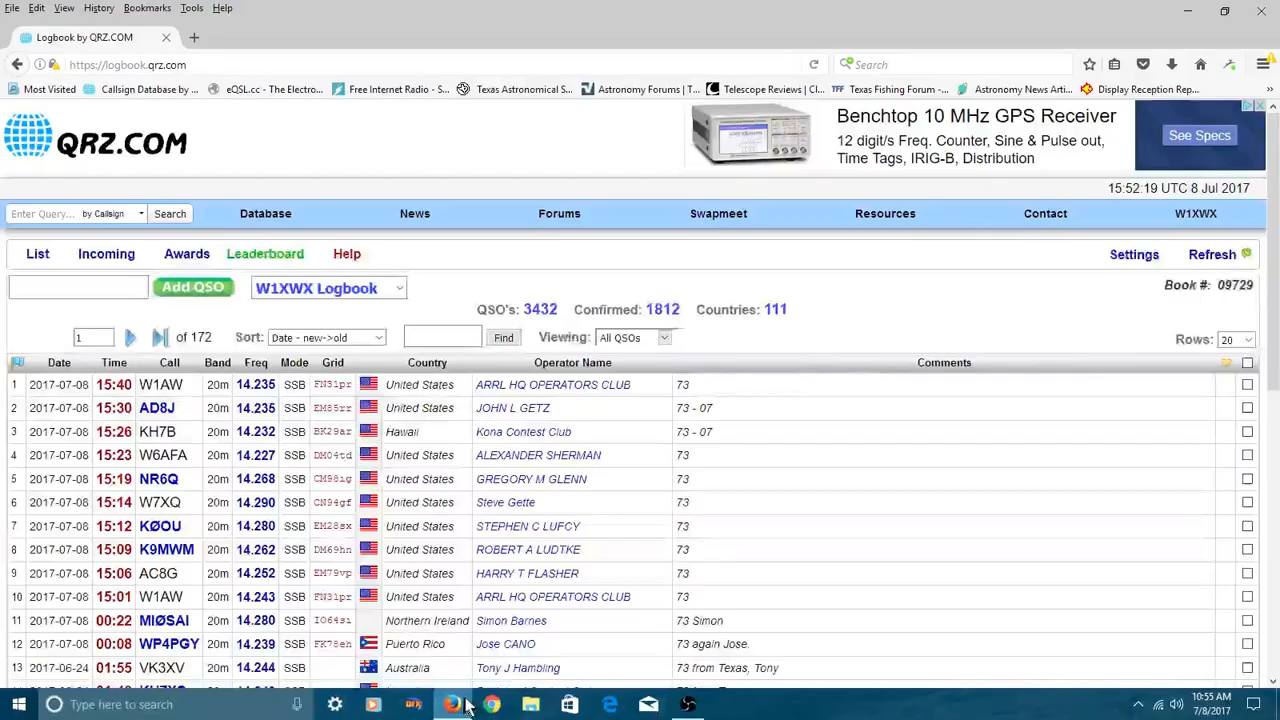 File Edit View History Bookmarks Tools Help
Logbook by QRZ.COM
https://logbook.qrz.com Search
Most Visited Callsign Database by ... eQSL.cc - The Electro... Free Internet Radio - S... Texas Astronomical S... Astronomy Forums | T... Telescope Reviews | C... TFF Texas Fishing Forum -... Astronomy News Arti... Display Reception Rep...
QRZ.COM
Benchtop 10 MHz GPS Receiver
12 digit/s Freq. Counter, Sine & Pulse out,
Time Tags, IRIG-B, Distribution
See Specs
15:52:19 UTC 8 Jul 2017
Enter Query... by Callsign Search Database News Forums Swapmeet Resources Contact W1XWX
List Incoming Awards Leaderboard Help Settings Refresh
Add QSO W1XWX Logbook Book #: 09729
QSO's: 3432 Confirmed: 1812 Countries: 111
1 of 172 Sort: Date - new->old Find Viewing: All QSOs Rows: 20
Date Time Call Band Freq Mode Grid Country Operator Name Comments
1 2017-07-08 15:40 W1AW 20m 14.235 SSB FN31pr United States ARRL HQ OPERATORS CLUB 73
2 2017-07-08 15:30 AD8J 20m 14.235 SSB EM85rr United States JOHN L GETZ 73 - 07
3 2017-07-08 15:26 KH7B 20m 14.232 SSB BK29ar Hawaii Kona Contest Club 73 - 07
4 2017-07-08 15:23 W6AFA 20m 14.227 SSB DM04td United States ALEXANDER SHERMAN 73
5 2017-07-08 15:19 NR6Q 20m 14.268 SSB CM98ig United States GREGORY M GLENN 73
6 2017-07-08 15:14 W7XQ 20m 14.290 SSB CN94gf United States Steve Gette 73
7 2017-07-08 15:12 KØOU 20m 14.280 SSB EM28sx United States STEPHEN C LUFCY 73
8 2017-07-08 15:09 K9MWM 20m 14.262 SSB DM69hn United States ROBERT A LUDTKE 73
9 2017-07-08 15:06 AC8G 20m 14.252 SSB EM79vp United States HARRY T FLASHER 73
10 2017-07-08 15:01 W1AW 20m 14.243 SSB FN31pr United States ARRL HQ OPERATORS CLUB 73
11 2017-07-08 00:22 MIØSAI 20m 14.280 SSB IO64si Northern Ireland Simon Barnes 73 Simon
12 2017-07-08 00:08 WP4PGY 20m 14.239 SSB FK78eh Puerto Rico Jose CANO 73 again Jose.
13 2017-06-24 01:55 VK3XV 20m 14.244 SSB Australia Tony J Hambling 73 from Texas, Tony
Type here to search 10:55 AM
7/8/2017